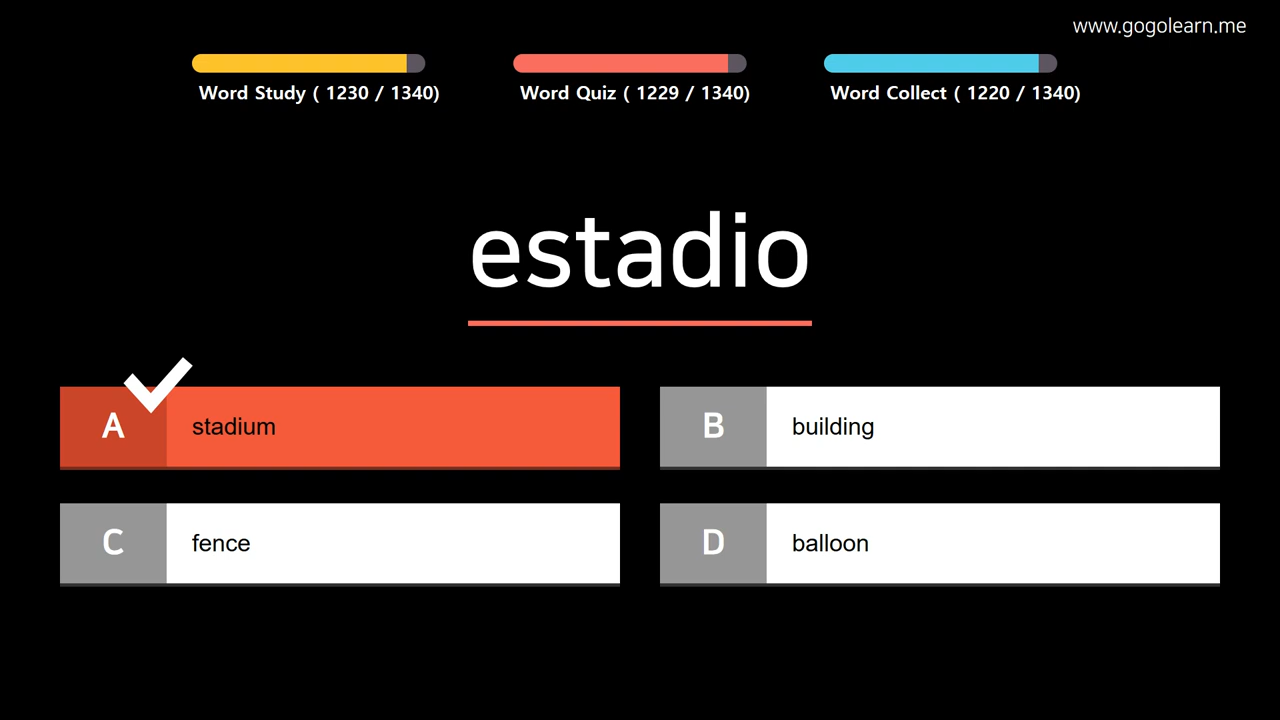 www.gogolearn.me
Word Study ( 1230 / 1340)
Word Quiz ( 1229 / 1340)
Word Collect ( 1220 / 1340)
estadio
A stadium
B building
C fence
D balloon